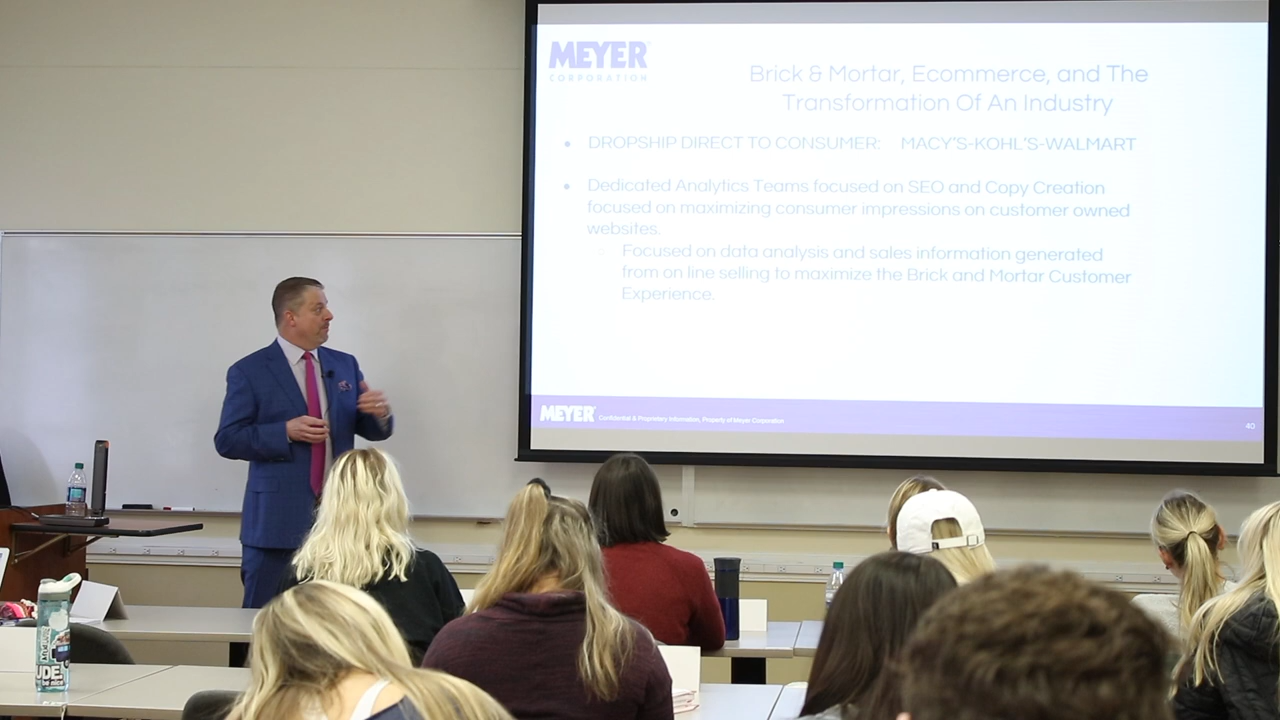 MEYER
CORPORATION
Brick & Mortar, Ecommerce, and The
Transformation Of An Industry
• DROPSHIP DIRECT TO CONSUMER: MACY'S-KOHL'S-WALMART
• Dedicated Analytics Teams focused on SEO and Copy Creation
focused on maximizing consumer impressions on customer owned
websites.
○ Focused on data analysis and sales information generated
from on line selling to maximize the Brick and Mortar Customer
Experience.
MEYER Confidential & Proprietary Information, Property of Meyer Corporation
40